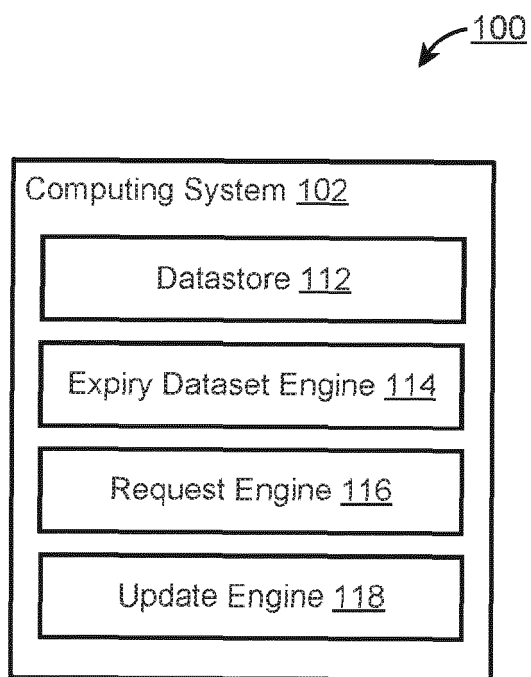 100
Computing System 102
Datastore 112
Expiry Dataset Engine 114
Request Engine 116
Update Engine 118